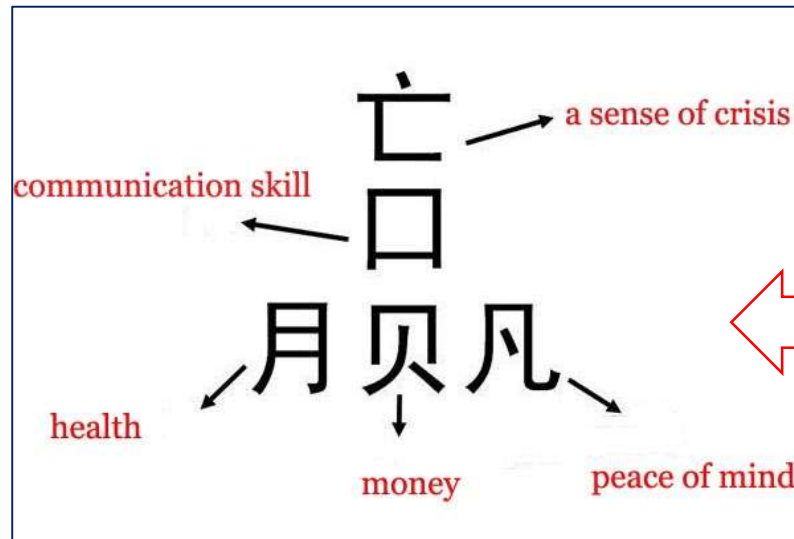 亡
a sense of crisis
communication skill
口
月 贝 凡
health
money
peace of mind